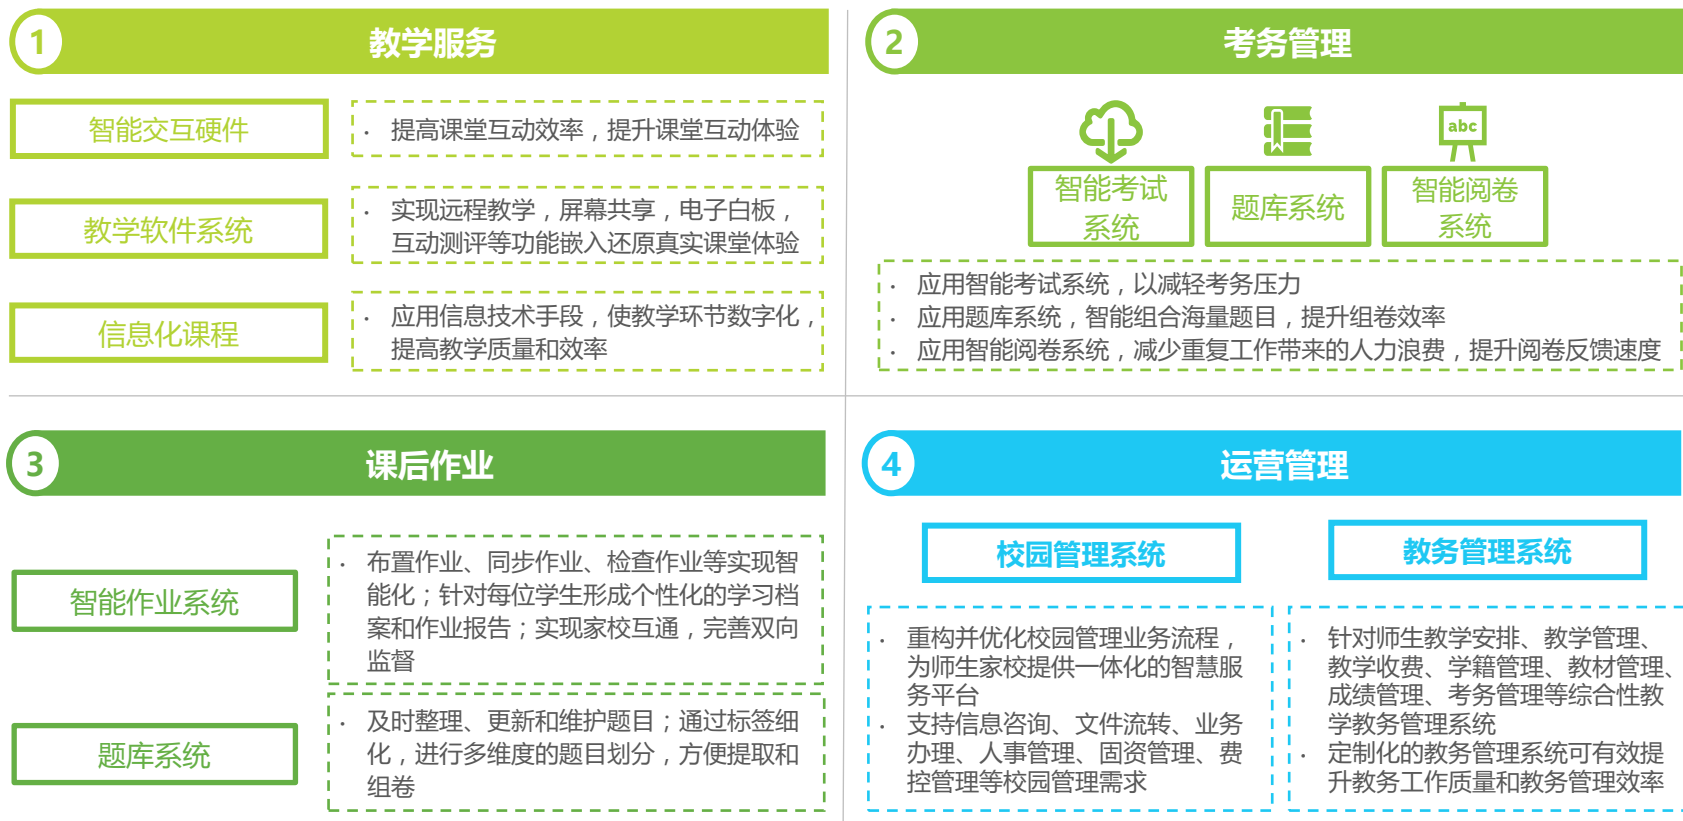 1
教学服务
智能交互硬件
· 提高课堂互动效率，提升课堂互动体验
教学软件系统
· 实现远程教学，屏幕共享，电子白板，
互动测评等功能嵌入还原真实课堂体验
信息化课程
· 应用信息技术手段，使教学环节数字化，
提高教学质量和效率
2
考务管理
abc
智能考试
系统
题库系统
智能阅卷
系统
· 应用智能考试系统，以减轻考务压力
· 应用题库系统，智能组合海量题目，提升组卷效率
· 应用智能阅卷系统，减少重复工作带来的人力浪费，提升阅卷反馈速度
3
课后作业
智能作业系统
· 布置作业、同步作业、检查作业等实现智
能化；针对每位学生形成个性化的学习档
案和作业报告；实现家校互通，完善双向
监督
题库系统
· 及时整理、更新和维护题目；通过标签细
化，进行多维度的题目划分，方便提取和
组卷
4
运营管理
校园管理系统
· 重构并优化校园管理业务流程，
为师生家校提供一体化的智慧服
务平台
· 支持信息咨询、文件流转、业务
办理、人事管理、固资管理、费
控管理等校园管理需求
教务管理系统
· 针对师生教学安排、教学管理、
教学收费、学籍管理、教材管理、
成绩管理、考务管理等综合性教
学教务管理系统
· 定制化的教务管理系统可有效提
升教务工作质量和教务管理效率